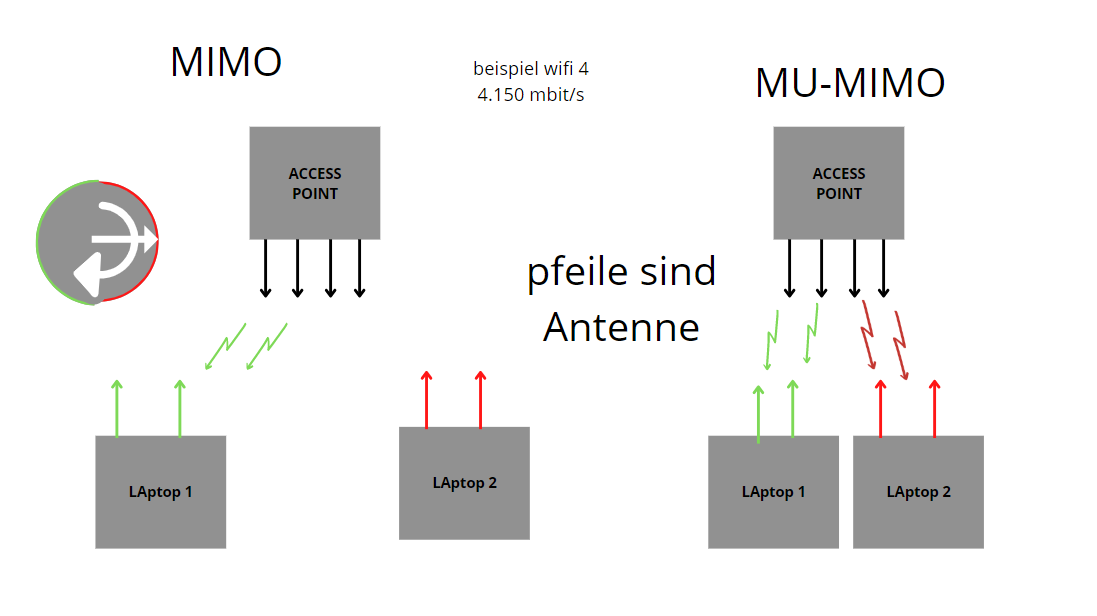 MIMO
beispiel wifi 4
4.150 mbit/s
MU-MIMO
ACCESS
POINT
ACCESS
POINT
pfeile sind
Antenne
LAptop 1
LAptop 2
LAptop 1
LAptop 2